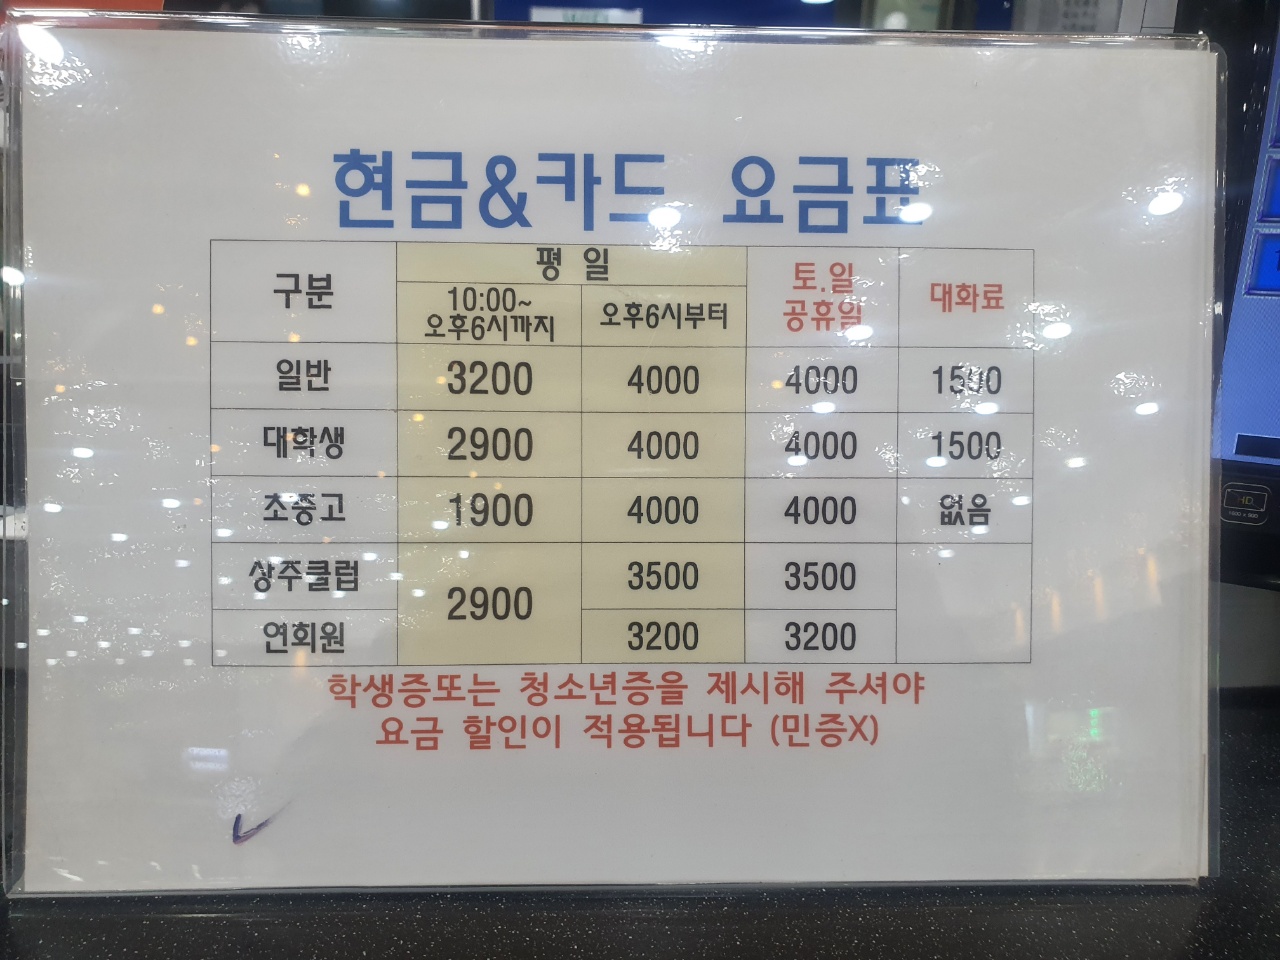 현금&카드 요금표
구분 평 일 토.일 공휴일 대화료
10:00~ 오후6시까지 오후6시부터
일반 3200 4000 4000 1500
대학생 2900 4000 4000 1500
초중고 1900 4000 4000 없음
상주클럽 2900 3500 3500
연회원 3200 3200
학생증또는 청소년증을 제시해 주셔야
요금 할인이 적용됩니다 (민증X)